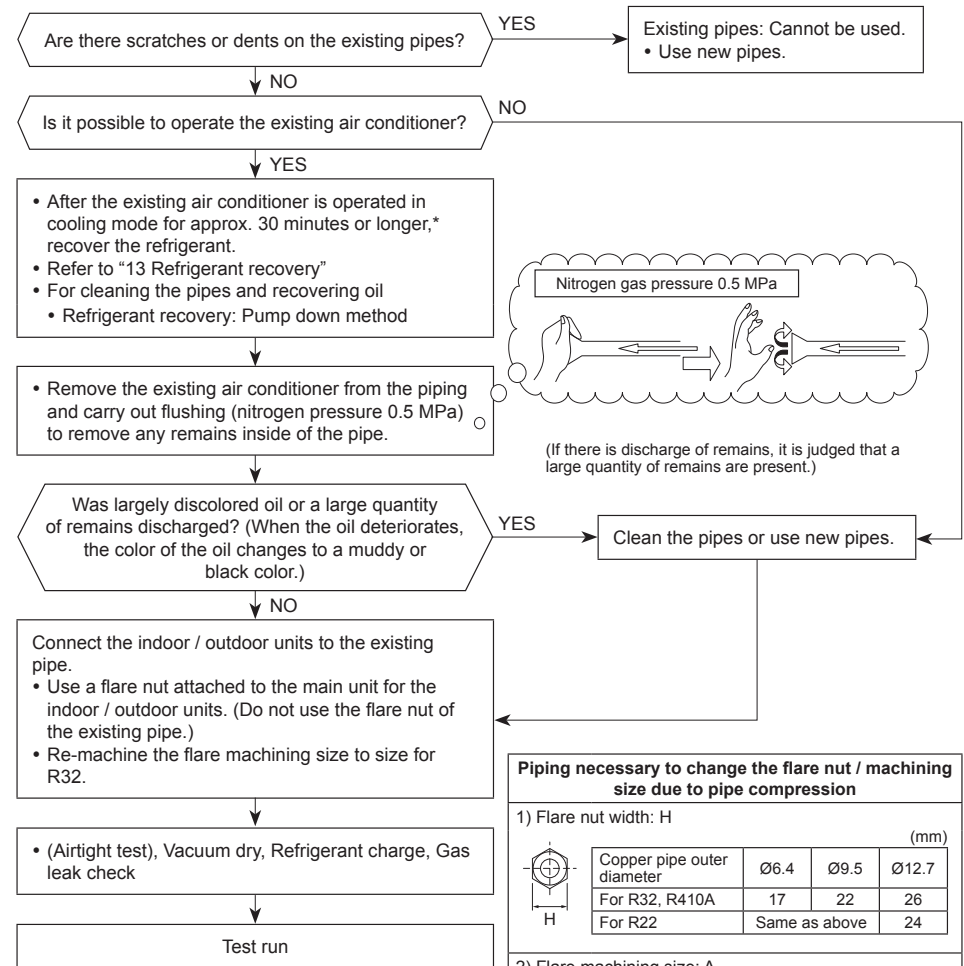 Are there scratches or dents on the existing pipes?
YES
Existing pipes: Cannot be used.
• Use new pipes.
NO
Is it possible to operate the existing air conditioner?
NO
YES
• After the existing air conditioner is operated in
cooling mode for approx. 30 minutes or longer,*
recover the refrigerant.
• Refer to “13 Refrigerant recovery”
• For cleaning the pipes and recovering oil
• Refrigerant recovery: Pump down method
Nitrogen gas pressure 0.5 MPa
• Remove the existing air conditioner from the piping
and carry out flushing (nitrogen pressure 0.5 MPa)
to remove any remains inside of the pipe.
(If there is discharge of remains, it is judged that a
large quantity of remains are present.)
Was largely discolored oil or a large quantity
of remains discharged? (When the oil deteriorates,
the color of the oil changes to a muddy or
black color.)
YES
Clean the pipes or use new pipes.
NO
Connect the indoor / outdoor units to the existing
pipe.
• Use a flare nut attached to the main unit for the
indoor / outdoor units. (Do not use the flare nut of
the existing pipe.)
• Re-machine the flare machining size to size for
R32.
• (Airtight test), Vacuum dry, Refrigerant charge, Gas
leak check
Test run
Piping necessary to change the flare nut / machining
size due to pipe compression
1) Flare nut width: H
(mm)
H
Copper pipe outer
diameter
Ø6.4 Ø9.5 Ø12.7
For R32, R410A 17 22 26
For R22 Same as above 24
2) Flare machining size: A